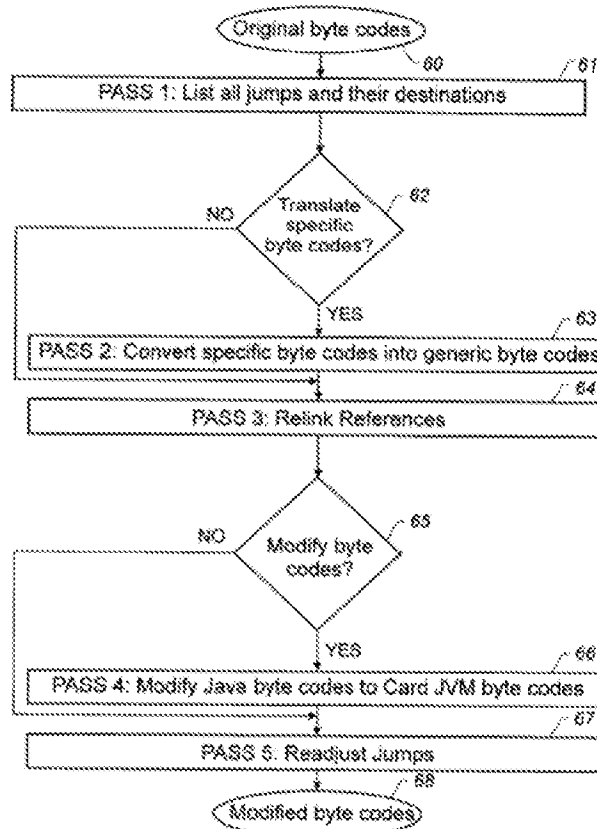 Original byte codes
60
61
PASS 1: List all jumps and their destinations
62
NO
Translate
specific
byte codes?
YES
63
PASS 2: Convert specific byte codes into generic byte codes
64
PASS 3: Relink References
65
NO
Modify byte
codes?
YES
66
PASS 4: Modify Java byte codes to Card JVM byte codes
67
PASS 5: Readjust Jumps
68
Modified byte codes